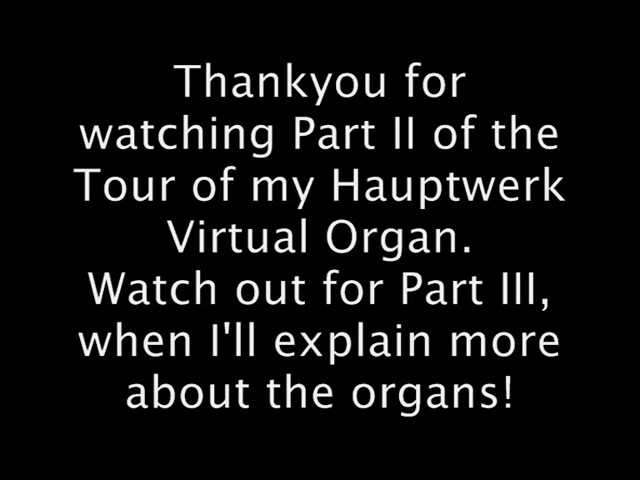 Thankyou for
watching Part II of the
Tour of my Hauptwerk
Virtual Organ.
Watch out for Part III,
when I'll explain more
about the organs!